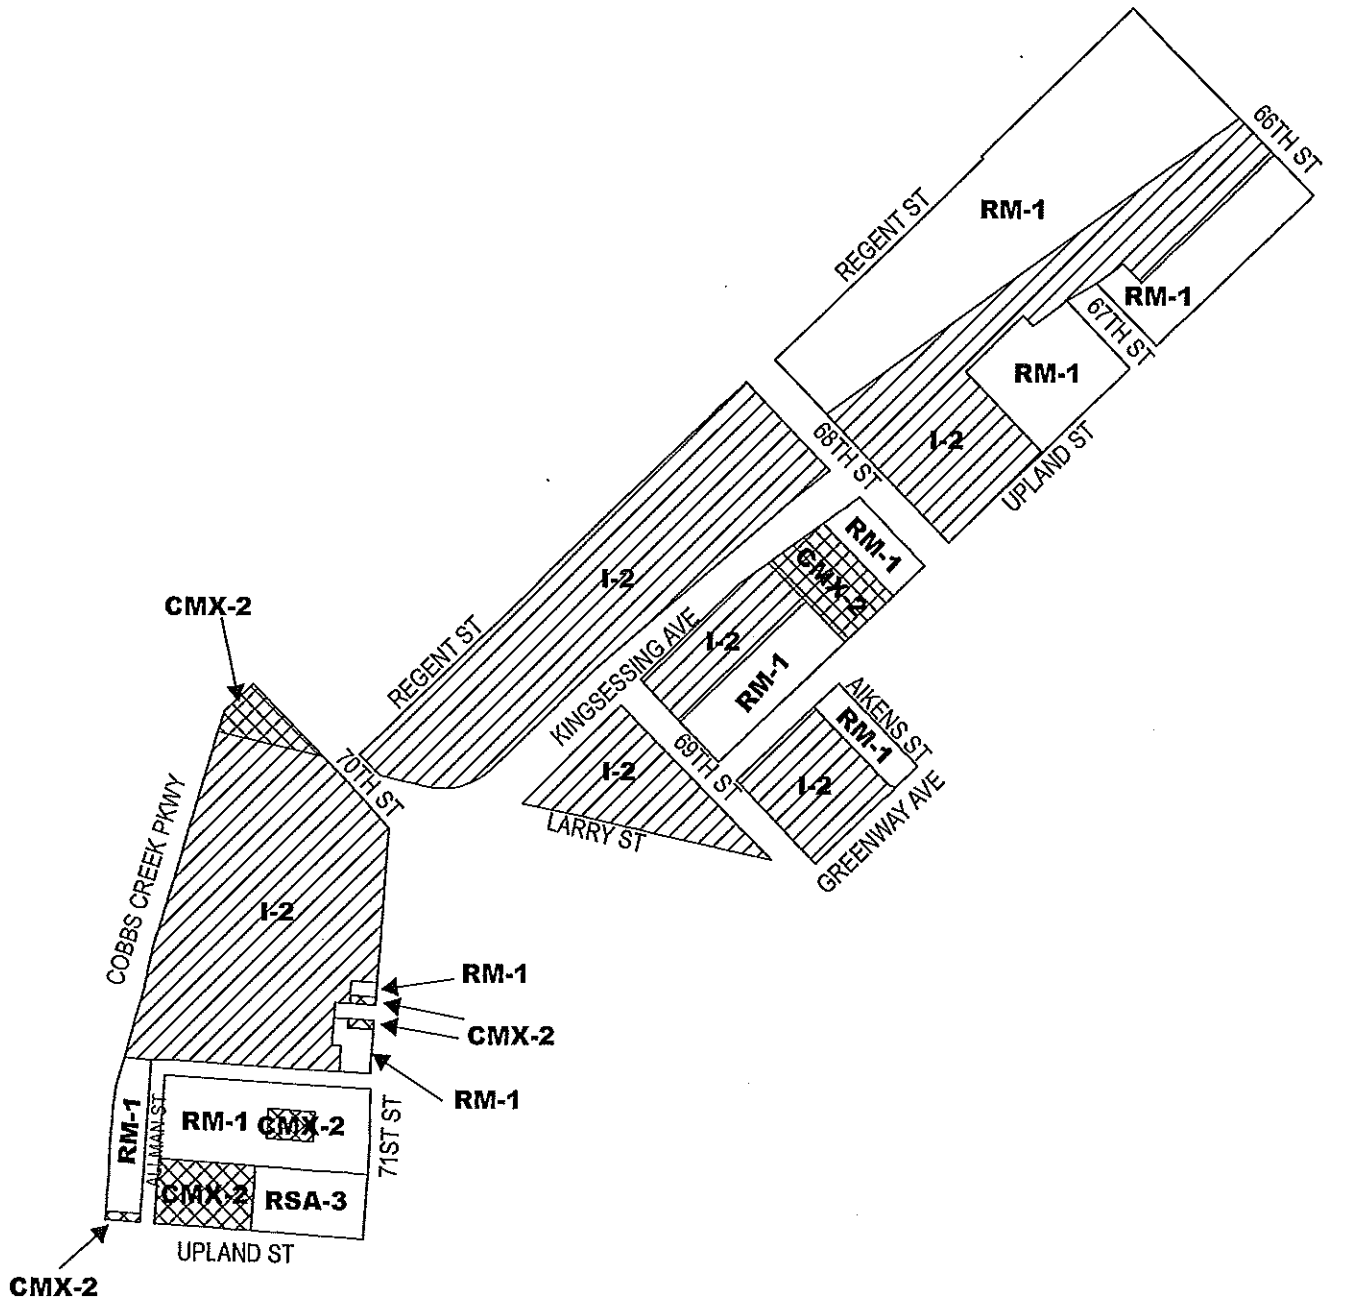 66TH ST
RM-1
REGENT ST
RM-1
67TH ST
RM-1
68TH ST
I-2
UPLAND ST
RM-1
CMX-2
I-2
CMX-2
REGENT ST
KINGSESSING AVE
I-2
RM-1
AIKENS ST
RM-1
70TH ST
I-2
69TH ST
I-2
LARRY ST
GREENWAY AVE
COBBS CREEK PKWY
I-2
RM-1
CMX-2
RM-1
RM-1
ALLMAN ST
RM-1
CMX-2
71ST ST
CMX-2
RSA-3
UPLAND ST
CMX-2